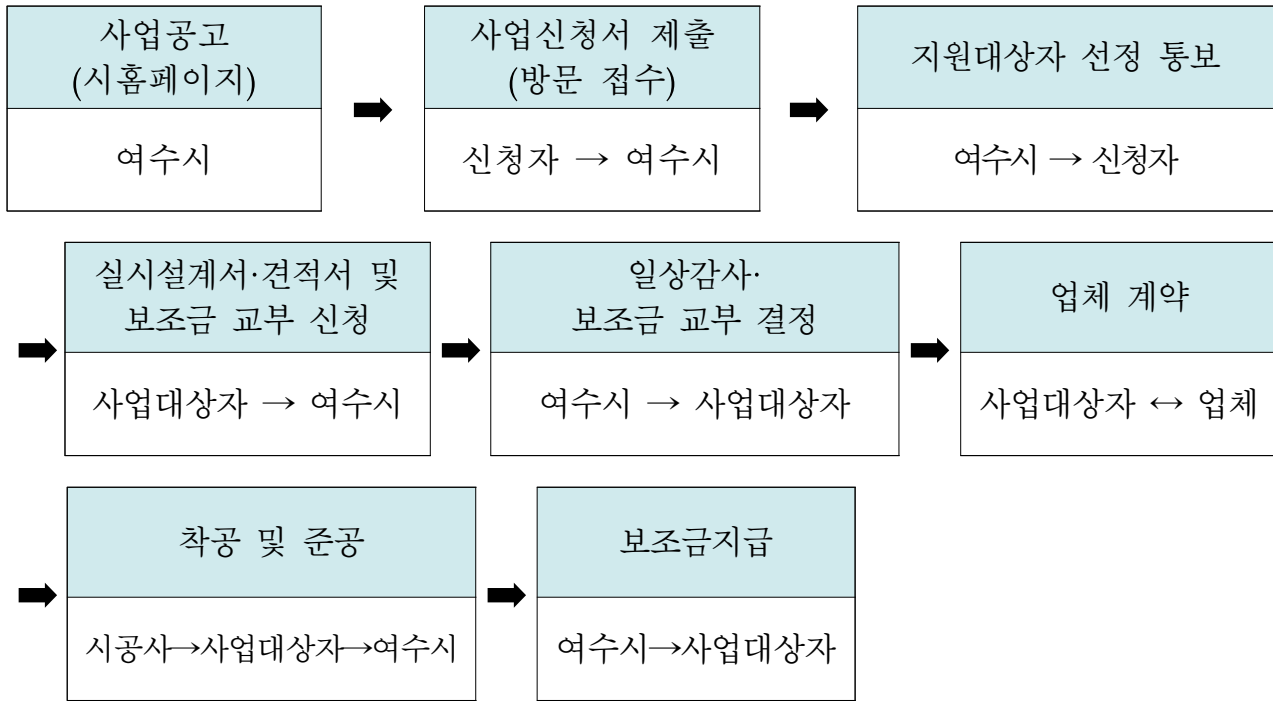 사업공고
(시홈페이지)
여수시
사업신청서 제출
(방문 접수)
신청자 → 여수시
지원대상자 선정 통보
여수시 → 신청자
실시설계서·견적서 및
보조금 교부 신청
사업대상자 → 여수시
일상감사·
보조금 교부 결정
여수시 → 사업대상자
업체 계약
사업대상자 ↔ 업체
착공 및 준공
시공사→사업대상자→여수시
보조금지급
여수시→사업대상자